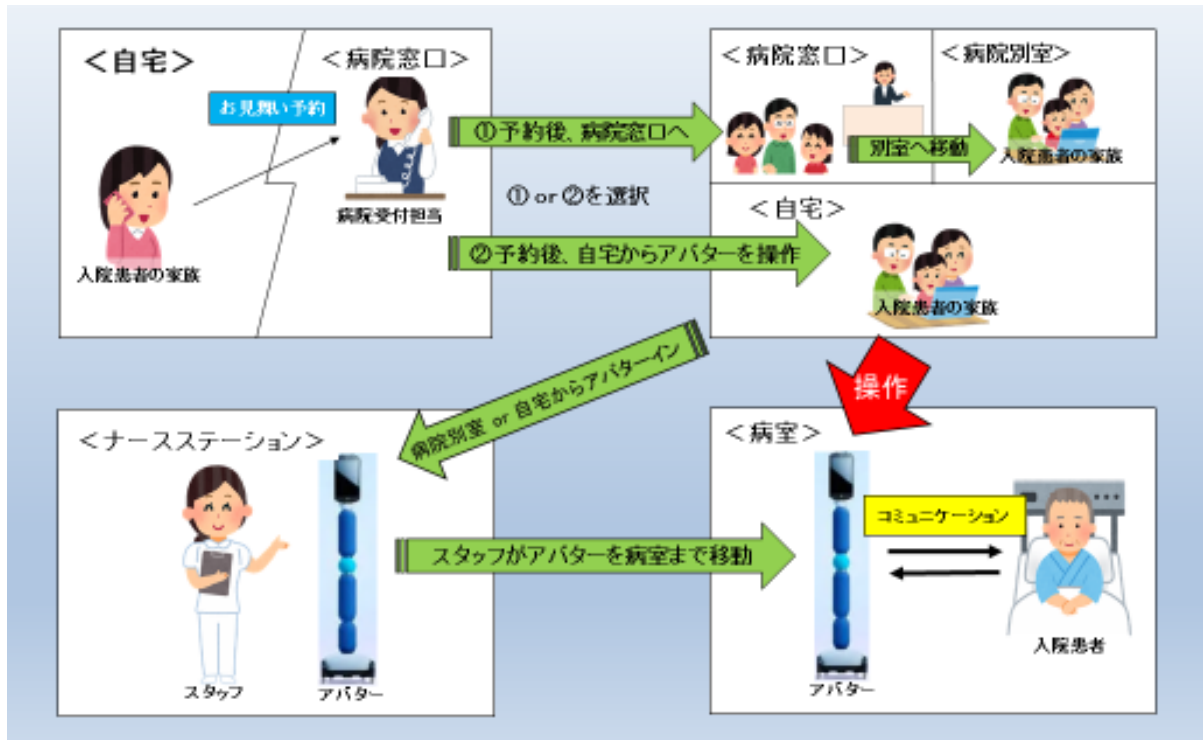 ＜自宅＞
＜病院窓口＞
お見舞い予約
入院患者の家族
病院受付担当
①予約後、病院窓口へ
① or ②を選択
②予約後、自宅からアバターを操作
＜病院窓口＞
＜病院別室＞
別室へ移動
入院患者の家族
＜自宅＞
入院患者の家族
病院別室 or 自宅からアバターイン
操作
＜ナースステーション＞
スタッフ
アバター
スタッフがアバターを病室まで移動
＜病室＞
コミュニケーション
アバター
入院患者